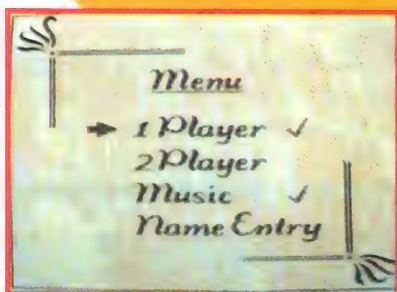 Menu
1 Player ✓
2 Player
Music ✓
Name Entry